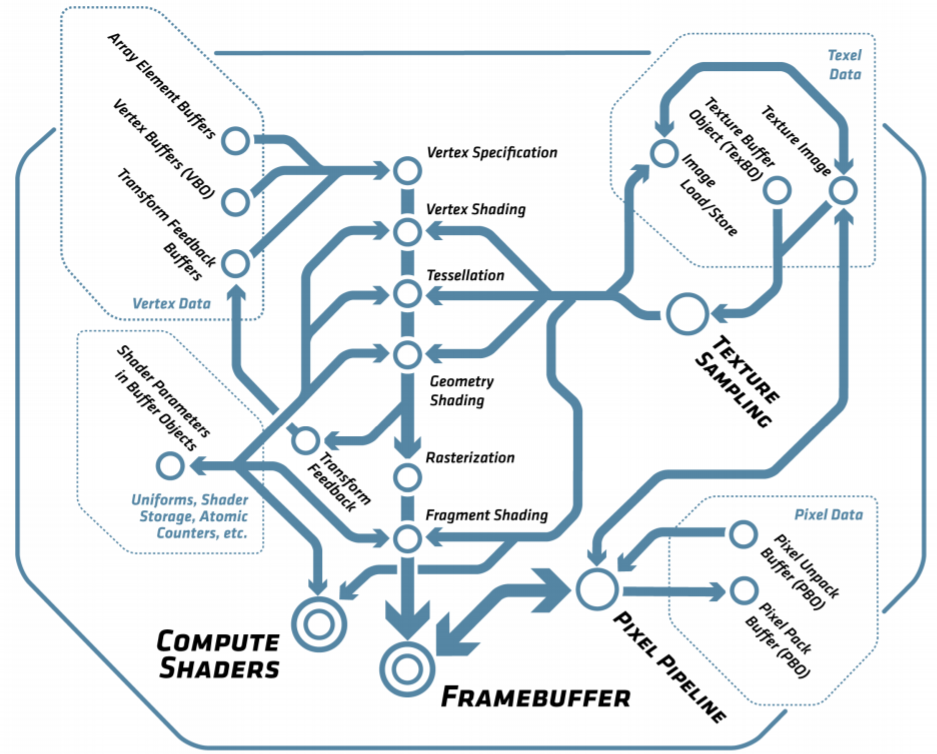 Array Element Buffers
Vertex Buffers (VBO)
Transform Feedback
Buffers
Vertex Data
Shader Parameters
in Buffer Objects
Uniforms, Shader
Storage, Atomic
Counters, etc.
Vertex Specification
Vertex Shading
Tessellation
Geometry
Shading
Transform
Feedback
Rasterization
Fragment Shading
Compute
Shaders
Framebuffer
Texel
Data
Texture Image
Texture Buffer
Object (TexBO)
Image
Load/Store
Texture
Sampling
Pixel Data
Pixel Unpack
Buffer (PBO)
Pixel Pack
Buffer (PBO)
Pixel Pipeline